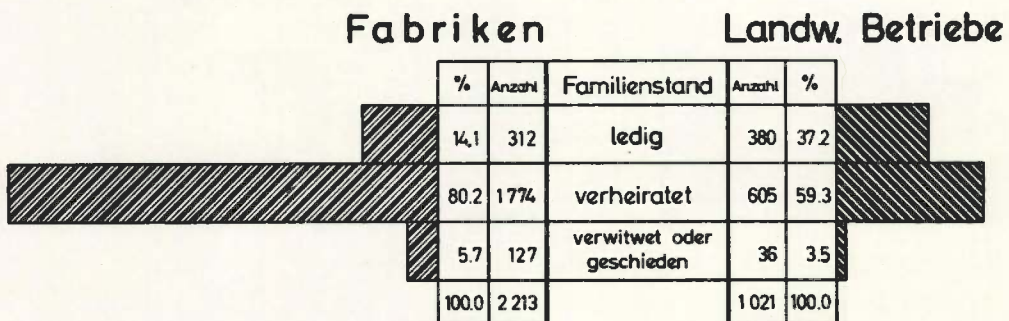 Fabriken Landw. Betriebe
% Anzahl Familienstand Anzahl %
14,1 312 ledig 380 37.2
80.2 1774 verheiratet 605 59.3
5.7 127 verwitwet oder geschieden 36 3.5
100.0 2 213 1 021 100.0